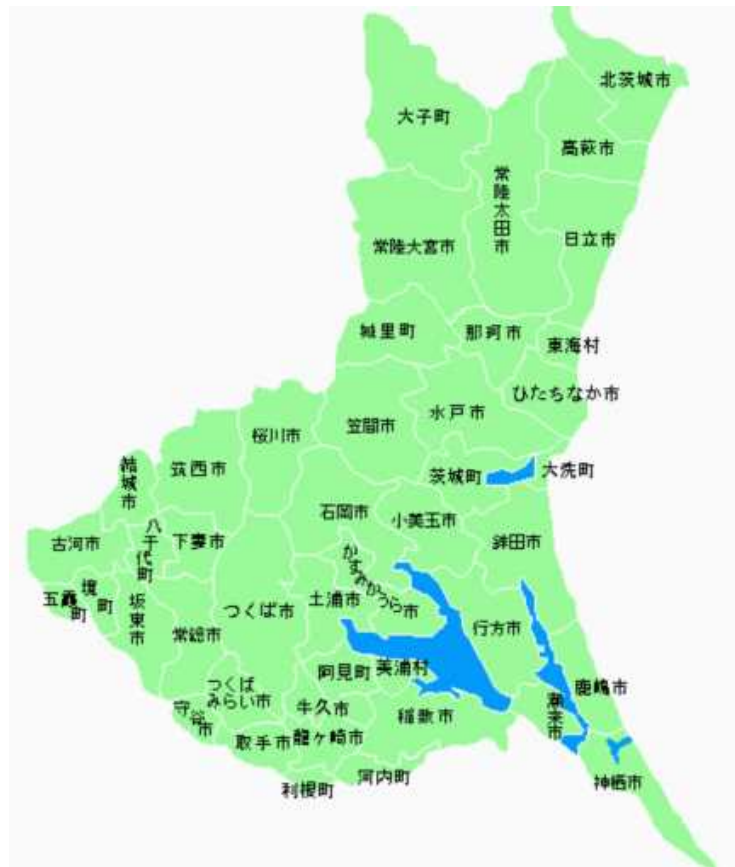 北茨城市
大子町
高萩市
常陸太田市
日立市
常陸大宮市
城里町
那珂市
東海村
ひたちなか市
水戸市
笠間市
桜川市
筑西市
結城市
茨城町
大洗町
石岡市
小美玉市
鉾田市
古河市
八千代町
下妻市
かすみがうら市
五霞町
境町
坂東市
常総市
つくば市
土浦市
行方市
阿見町
美浦村
鹿嶋市
潮来市
つくば
みらい市
守谷市
牛久市
稲敷市
取手市
龍ヶ崎市
利根町
河内町
神栖市